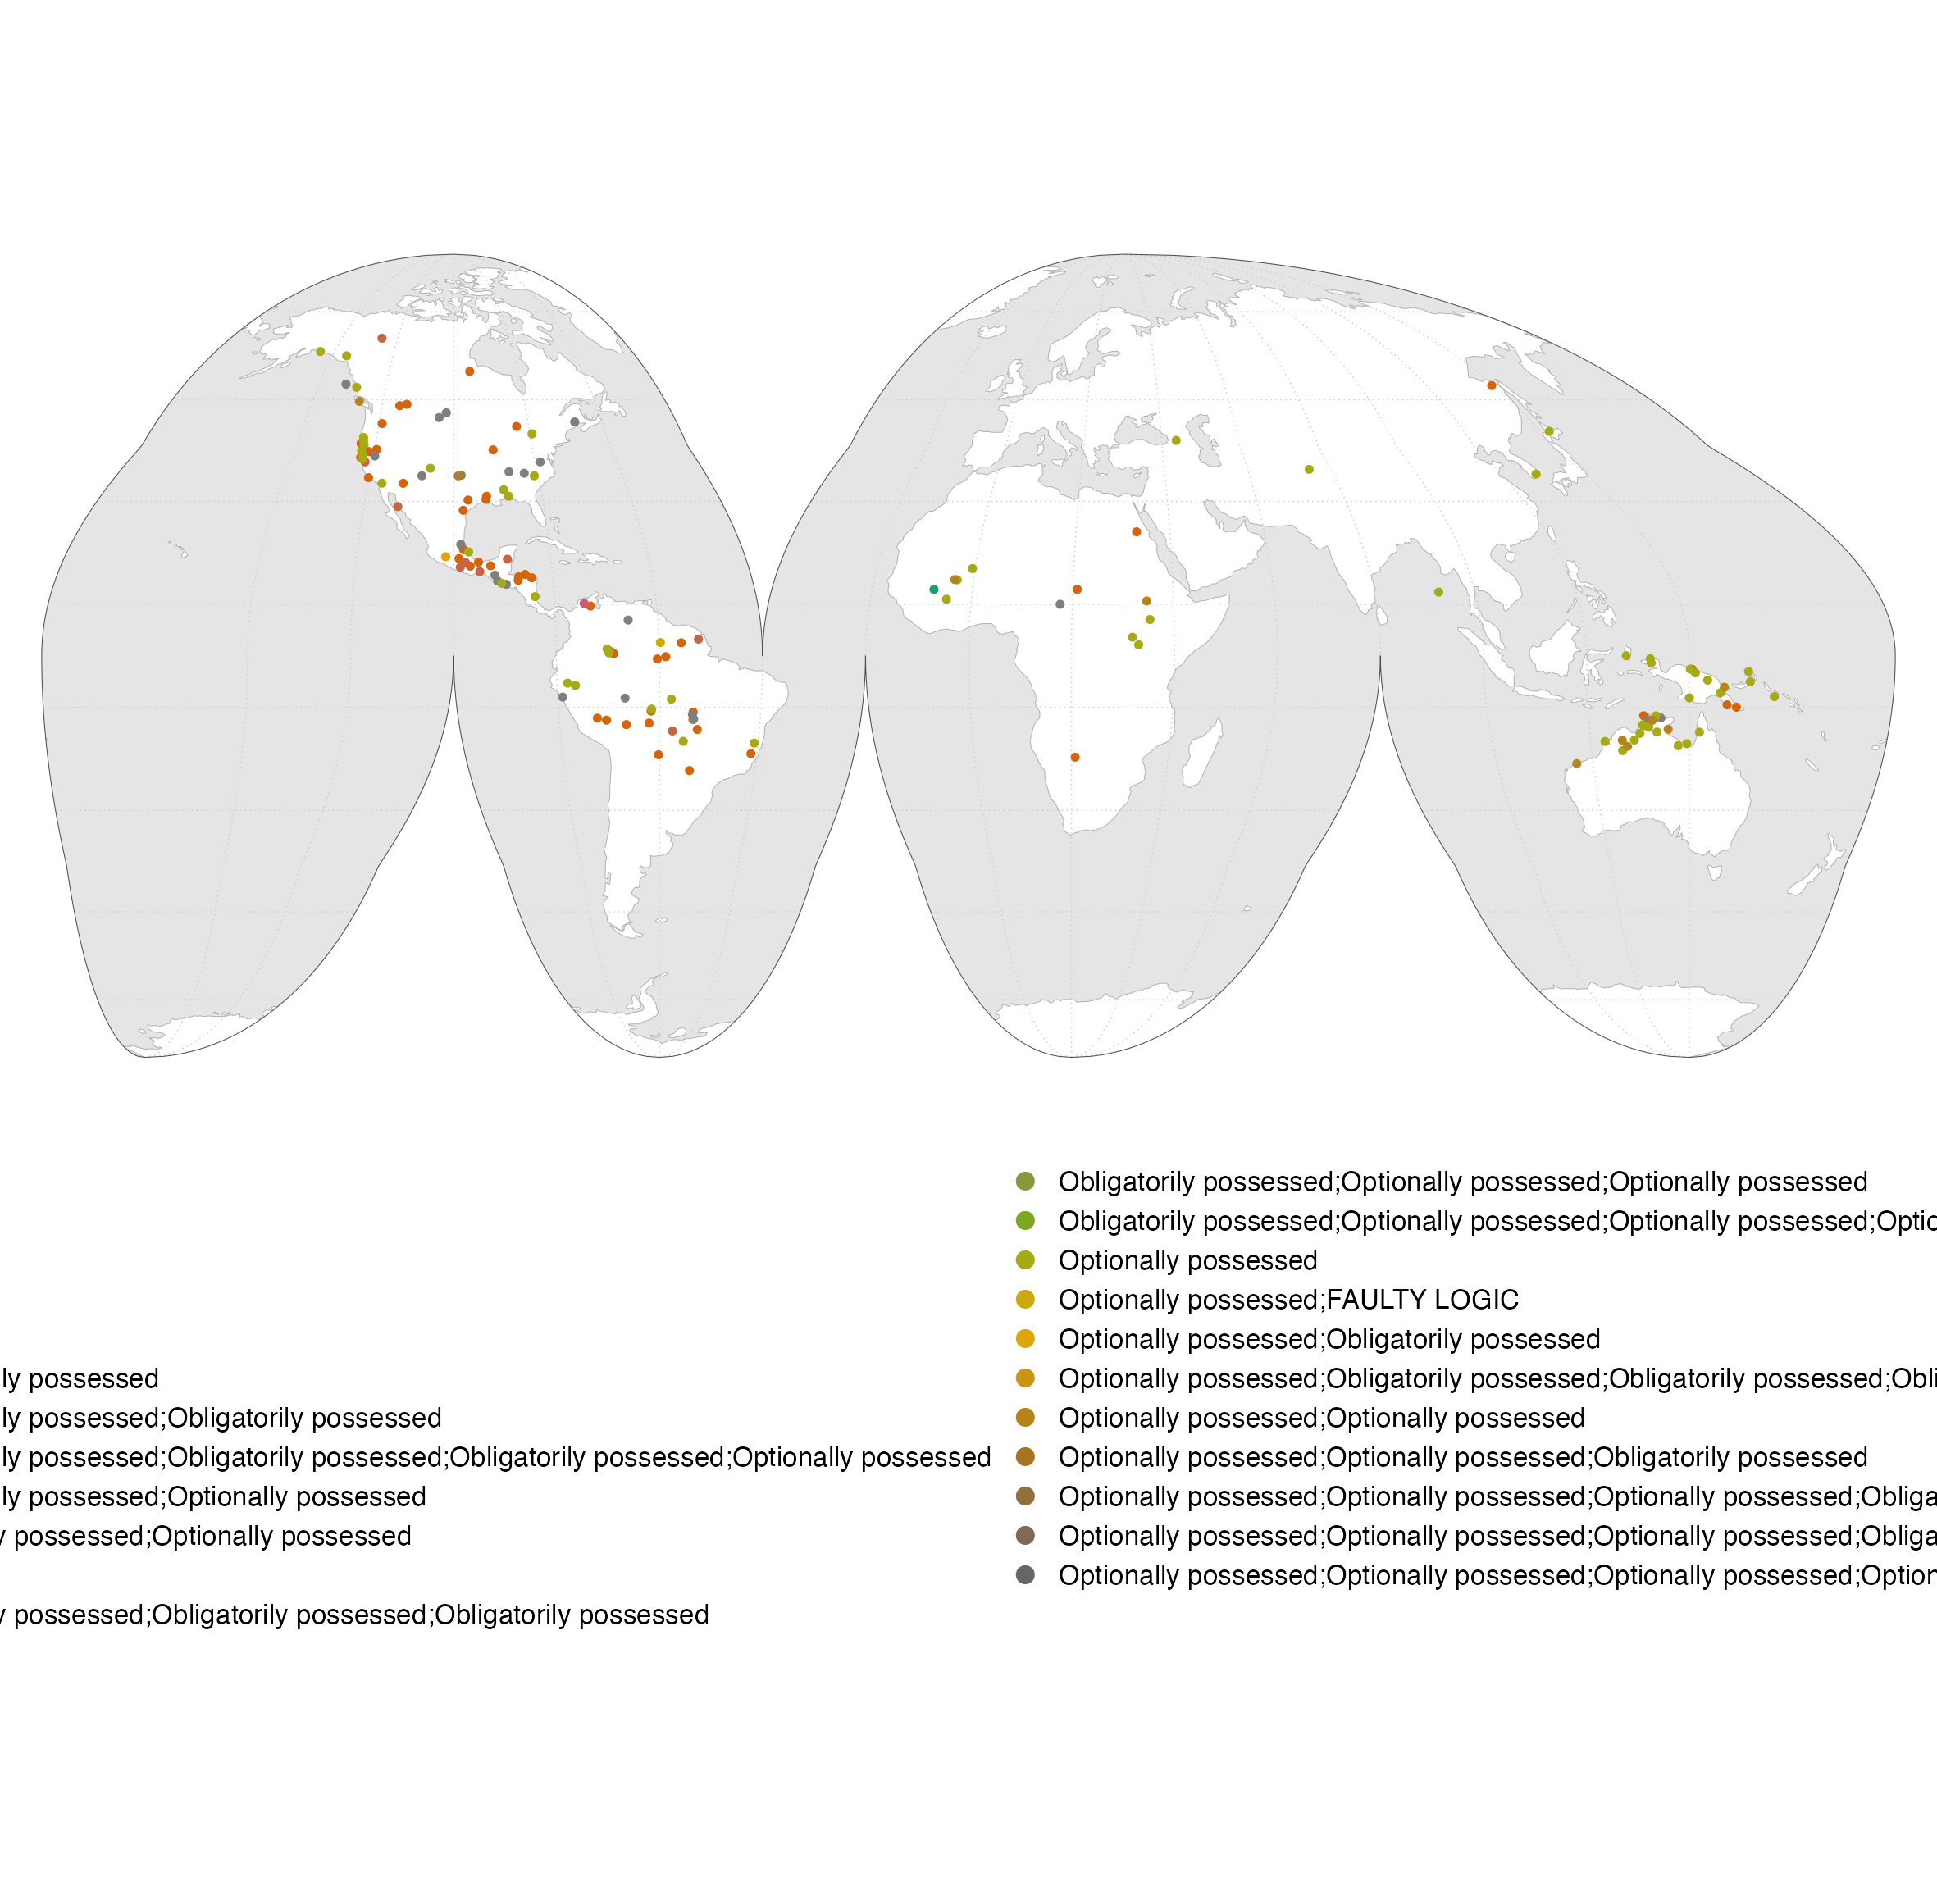 ly possessed
ly possessed;Obligatorily possessed
ly possessed;Obligatorily possessed;Obligatorily possessed;Optionally possessed
ly possessed;Optionally possessed
y possessed;Optionally possessed
y possessed;Obligatorily possessed;Obligatorily possessed
Obligatorily possessed;Optionally possessed;Optionally possessed
Obligatorily possessed;Optionally possessed;Optionally possessed;Optio
Optionally possessed
Optionally possessed;FAULTY LOGIC
Optionally possessed;Obligatorily possessed
Optionally possessed;Obligatorily possessed;Obligatorily possessed;Obli
Optionally possessed;Optionally possessed
Optionally possessed;Optionally possessed;Obligatorily possessed
Optionally possessed;Optionally possessed;Optionally possessed;Obliga
Optionally possessed;Optionally possessed;Optionally possessed;Obliga
Optionally possessed;Optionally possessed;Optionally possessed;Option